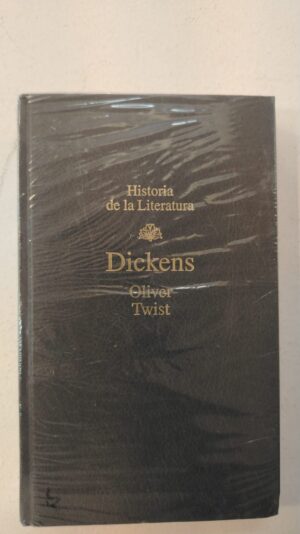 Historia
de la Literatura
Dickens
Oliver
Twist